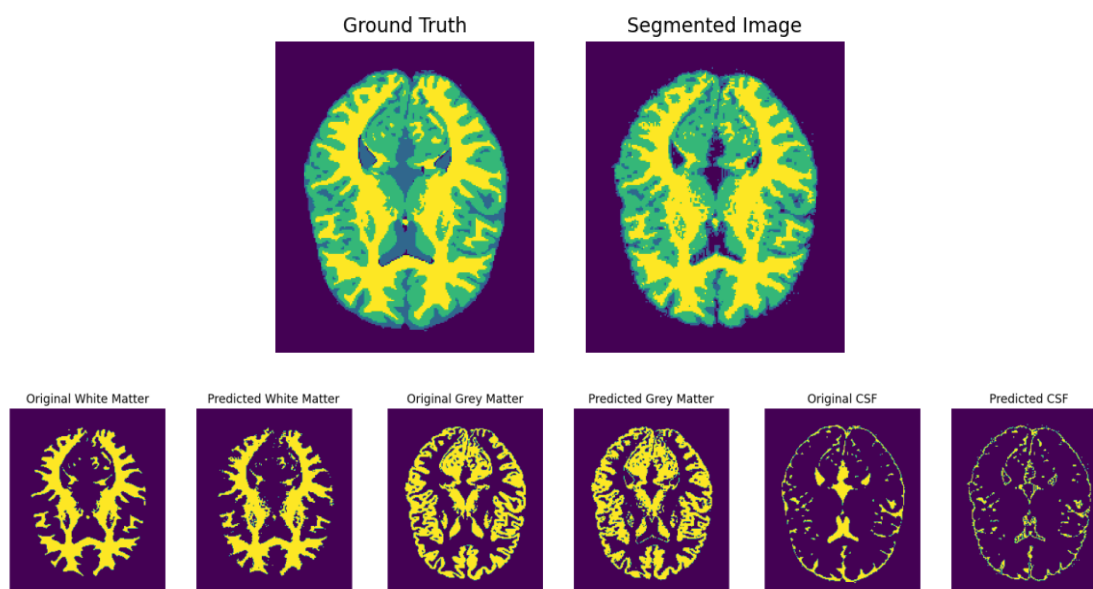 Ground Truth
Segmented Image
Original White Matter
Predicted White Matter
Original Grey Matter
Predicted Grey Matter
Original CSF
Predicted CSF